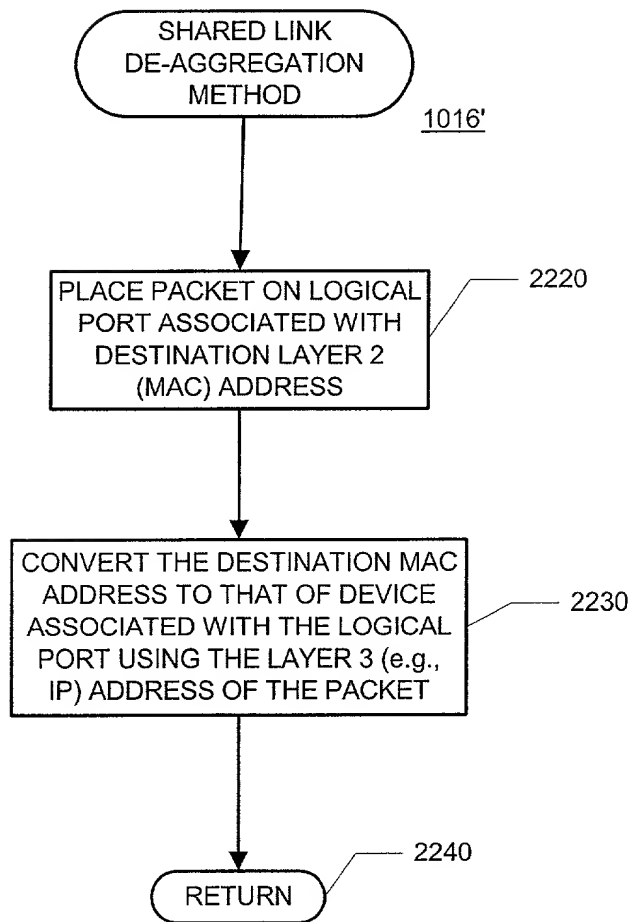 SHARED LINK
DE-AGGREGATION
METHOD
1016'
PLACE PACKET ON LOGICAL
PORT ASSOCIATED WITH
DESTINATION LAYER 2
(MAC) ADDRESS
2220
CONVERT THE DESTINATION MAC
ADDRESS TO THAT OF DEVICE
ASSOCIATED WITH THE LOGICAL
PORT USING THE LAYER 3 (e.g.,
IP) ADDRESS OF THE PACKET
2230
RETURN
2240